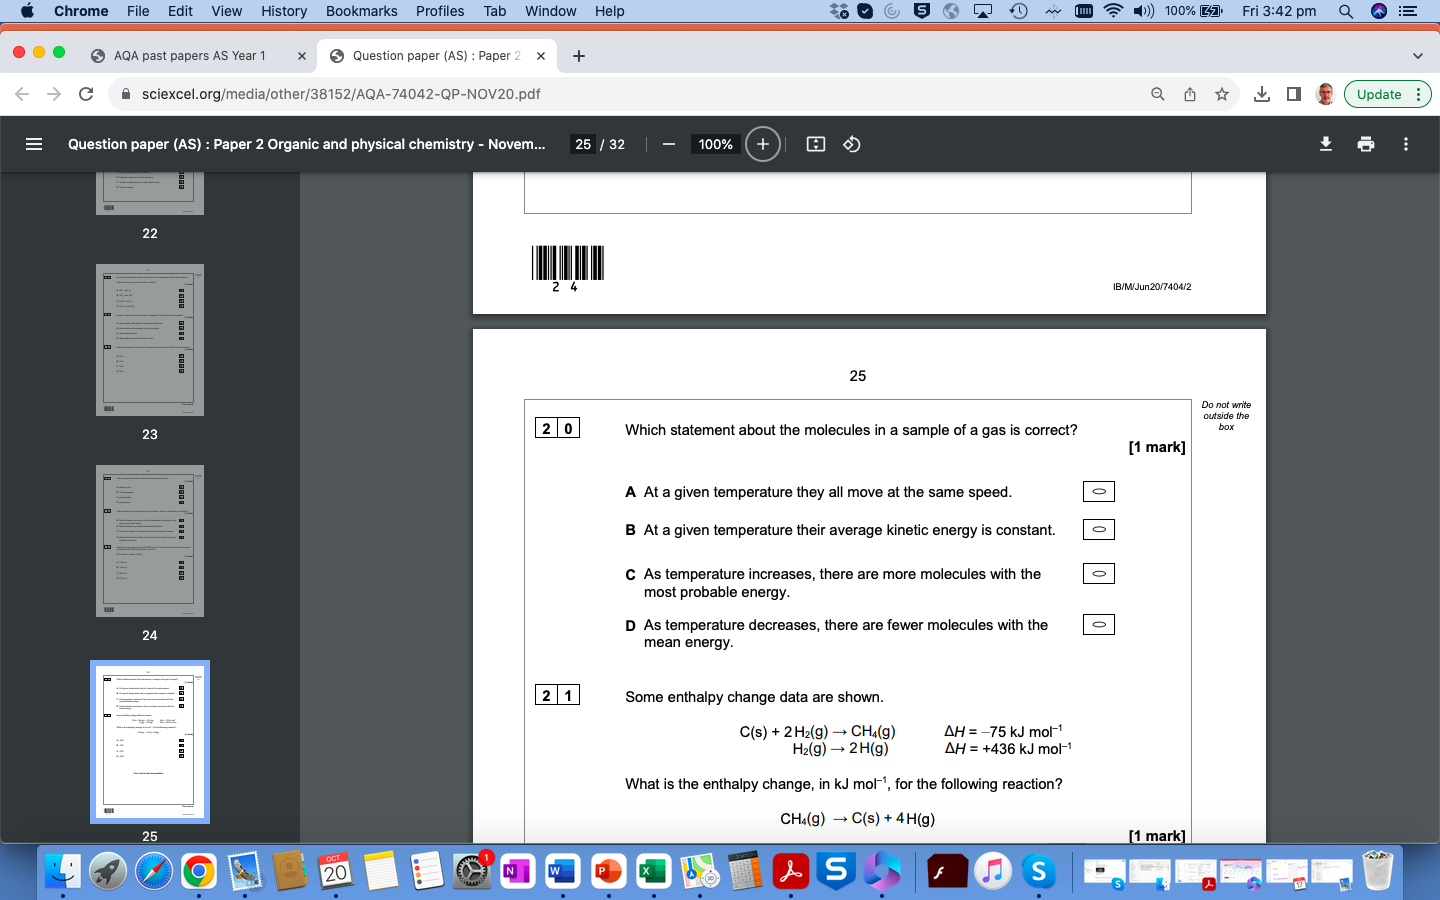 Chrome File Edit View History Bookmarks Profiles Tab Window Help 100% Fri 3:42 pm
AQA past papers AS Year 1 Question paper (AS) : Paper 2
sciexcel.org/media/other/38152/AQA-74042-QP-NOV20.pdf Update
Question paper (AS) : Paper 2 Organic and physical chemistry - Novem... 25 / 32 100%
22
23
24
25
2 4
IB/M/Jun20/7404/2
25
Do not write
outside the
box
2 0 Which statement about the molecules in a sample of a gas is correct?
[1 mark]
A At a given temperature they all move at the same speed.
B At a given temperature their average kinetic energy is constant.
C As temperature increases, there are more molecules with the
most probable energy.
D As temperature decreases, there are fewer molecules with the
mean energy.
2 1 Some enthalpy change data are shown.
C(s) + 2 H₂(g) → CH₄(g) ΔH = –75 kJ mol⁻¹
H₂(g) → 2 H(g) ΔH = +436 kJ mol⁻¹
What is the enthalpy change, in kJ mol⁻¹, for the following reaction?
CH₄(g) → C(s) + 4 H(g)
[1 mark]
OCT
20
1
N
W
P
X
S
S
17